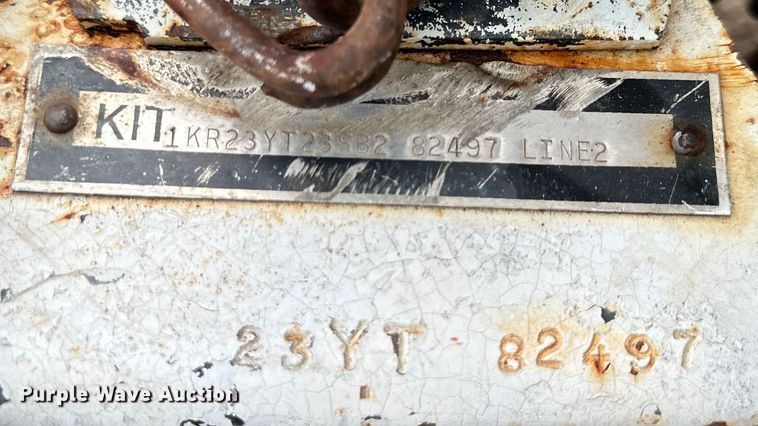 KIT 1KR23YT23SB2 82497 LINE2
23YT 82497
Purple Wave Auction